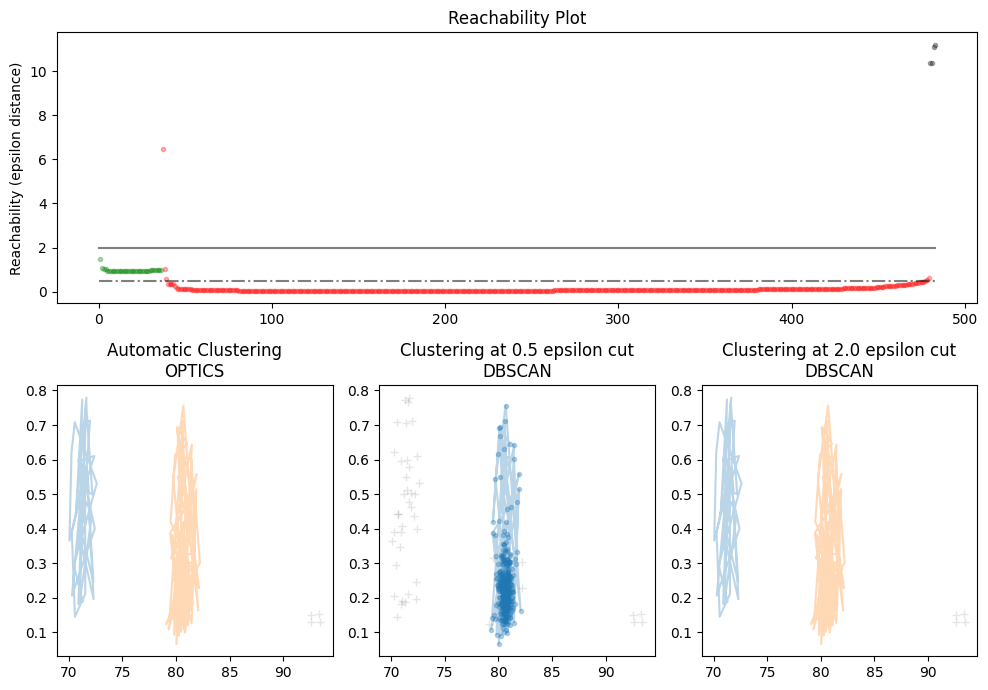 Reachability Plot
Reachability (epsilon distance)
10
8
6
4
2
0
0 100 200 300 400 500
Automatic Clustering
OPTICS
Clustering at 0.5 epsilon cut
DBSCAN
Clustering at 2.0 epsilon cut
DBSCAN
0.8
0.7
0.6
0.5
0.4
0.3
0.2
0.1
70 75 80 85 90
0.8
0.7
0.6
0.5
0.4
0.3
0.2
0.1
70 75 80 85 90
0.8
0.7
0.6
0.5
0.4
0.3
0.2
0.1
70 75 80 85 90